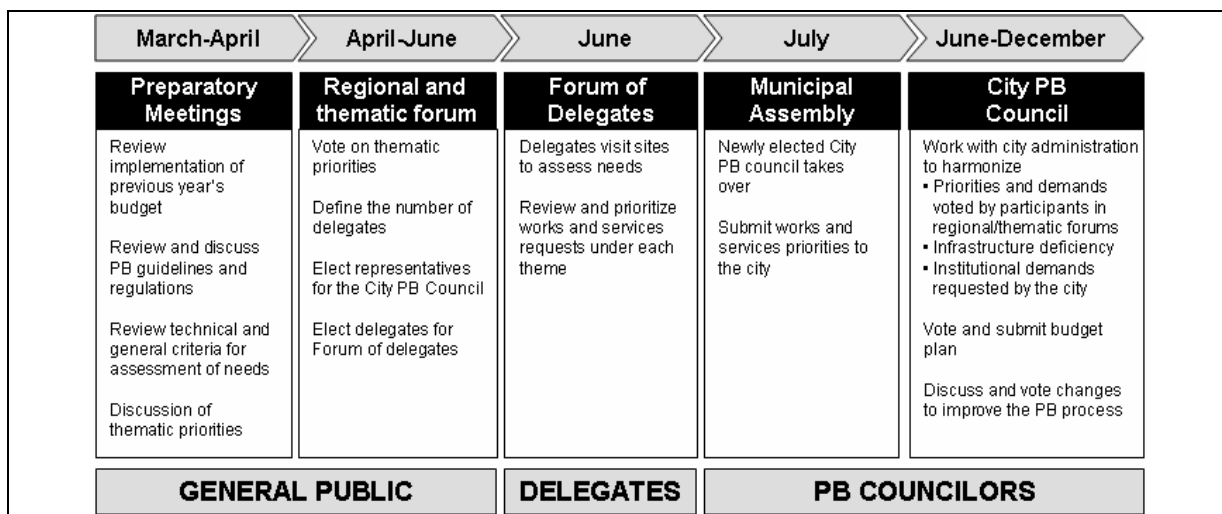 March-April
April-June
June
July
June-December
Preparatory
Meetings
Review
implementation of
previous year's
budget
Review and discuss
PB guidelines and
regulations
Review technical and
general criteria for
assessment of needs
Discussion of
thematic priorities
Regional and
thematic forum
Vote on thematic
priorities
Define the number of
delegates
Elect representatives
for the City PB Council
Elect delegates for
Forum of delegates
Forum of
Delegates
Delegates visit sites
to assess needs
Review and prioritize
works and services
requests under each
theme
Municipal
Assembly
Newly elected City
PB council takes
over
Submit works and
services priorities to
the city
City PB
Council
Work with city administration
to harmonize
▪ Priorities and demands
voted by participants in
regional/thematic forums
▪ Infrastructure deficiency
▪ Institutional demands
requested by the city
Vote and submit budget
plan
Discuss and vote changes
to improve the PB process
GENERAL PUBLIC
DELEGATES
PB COUNCILORS